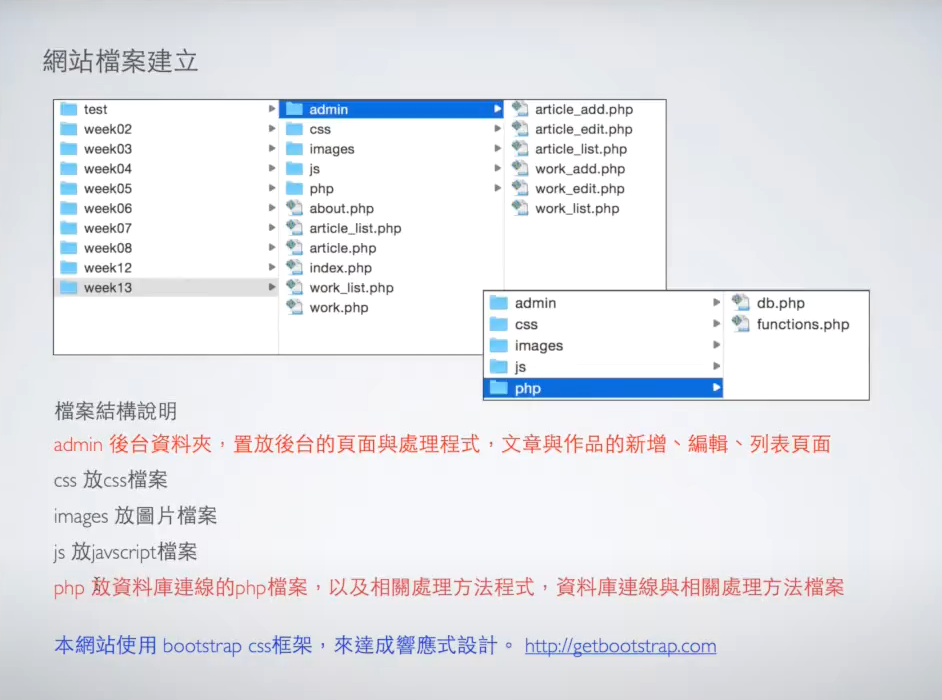 網站檔案建立
test
week02
week03
week04
week05
week06
week07
week08
week12
week13
admin
css
images
js
php
about.php
article_list.php
article.php
index.php
work_list.php
work.php
article_add.php
article_edit.php
article_list.php
work_add.php
work_edit.php
work_list.php
admin
css
images
js
php
db.php
functions.php
檔案結構說明
admin 後台資料夾，置放後台的頁面與處理程式，文章與作品的新增、編輯、列表頁面
css 放css檔案
images 放圖片檔案
js 放javscript檔案
php 放資料庫連線的php檔案，以及相關處理方法程式，資料庫連線與相關處理方法檔案
本網站使用 bootstrap css框架，來達成響應式設計。 http://getbootstrap.com